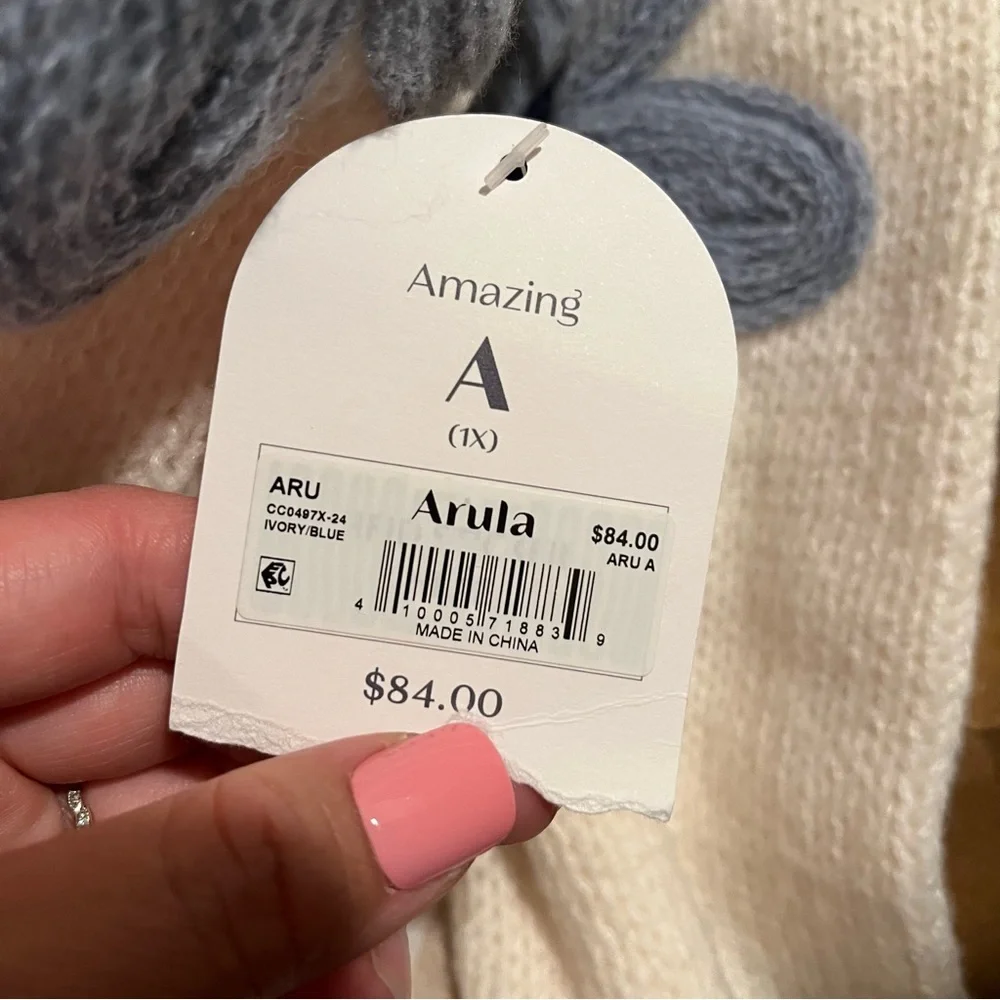 Amazing
A
(1X)
ARU
CC0497X-24
IVORY/BLUE
Arula
$84.00
ARU A
4 10005 71883 9
MADE IN CHINA
$84.00